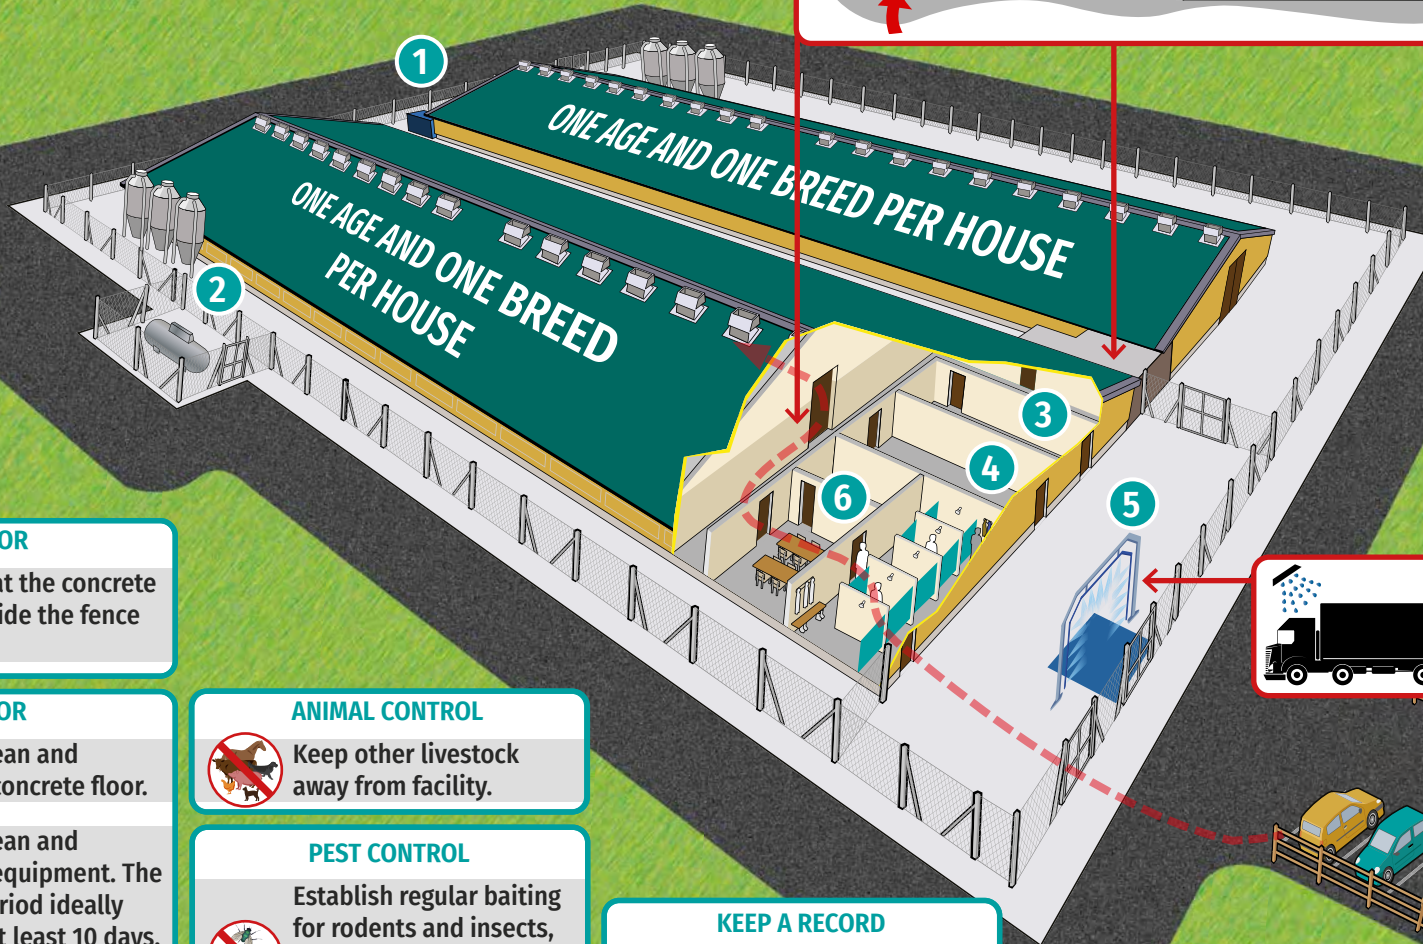 1
ONE AGE AND ONE BREED PER HOUSE
ONE AGE AND ONE BREED
PER HOUSE
2
3
4
5
6
OR
at the concrete
ide the fence
OR
ean and
concrete floor.
ean and
equipment. The
riod ideally
t least 10 days.
ANIMAL CONTROL
Keep other livestock
away from facility.
PEST CONTROL
Establish regular baiting
for rodents and insects,
KEEP A RECORD